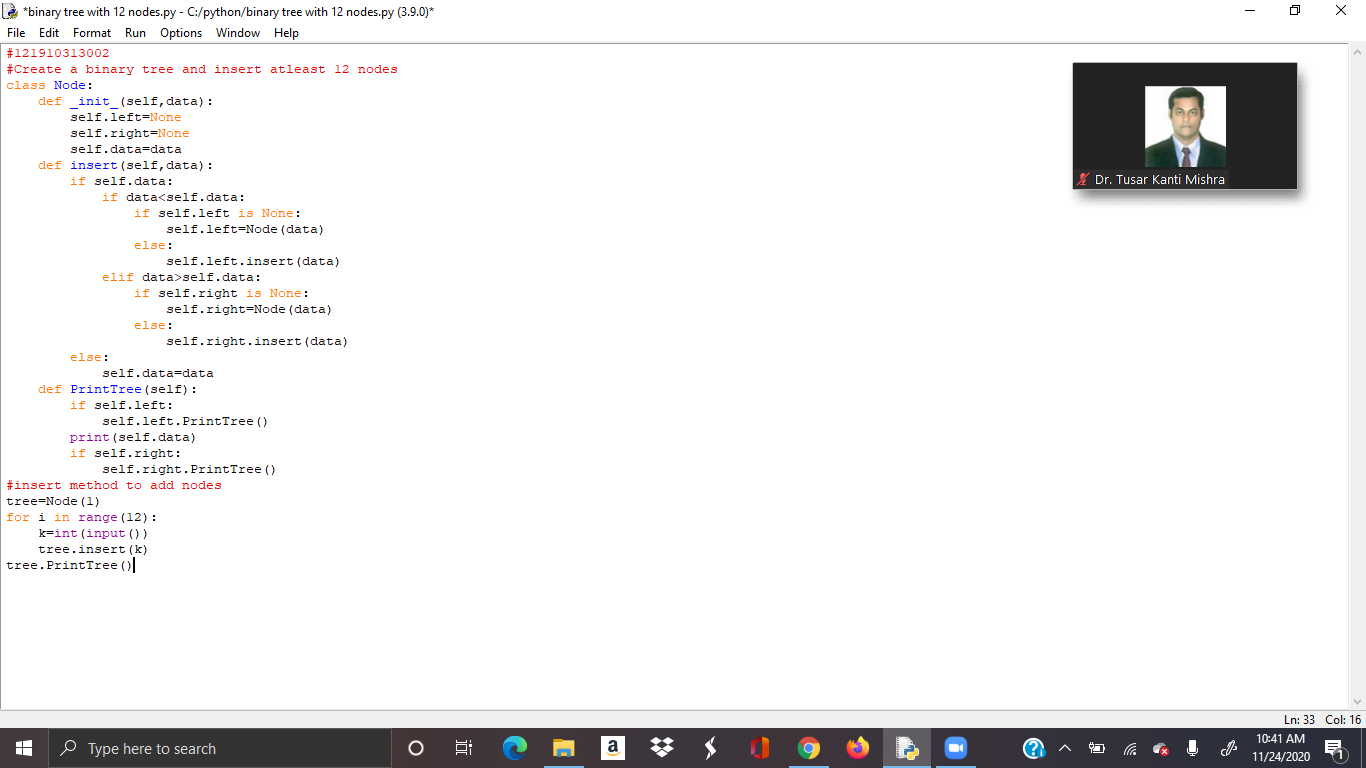 *binary tree with 12 nodes.py - C:/python/binary tree with 12 nodes.py (3.9.0)*
File Edit Format Run Options Window Help
#121910313002
#Create a binary tree and insert atleast 12 nodes
class Node:
    def _init_(self,data):
        self.left=None
        self.right=None
        self.data=data
    def insert(self,data):
        if self.data:
            if data<self.data:
                if self.left is None:
                    self.left=Node(data)
                else:
                    self.left.insert(data)
            elif data>self.data:
                if self.right is None:
                    self.right=Node(data)
                else:
                    self.right.insert(data)
        else:
            self.data=data
    def PrintTree(self):
        if self.left:
            self.left.PrintTree()
        print(self.data)
        if self.right:
            self.right.PrintTree()
#insert method to add nodes
tree=Node(1)
for i in range(12):
    k=int(input())
    tree.insert(k)
tree.PrintTree()
Dr. Tusar Kanti Mishra
Ln: 33 Col: 16
Type here to search
a
10:41 AM
11/24/2020
1